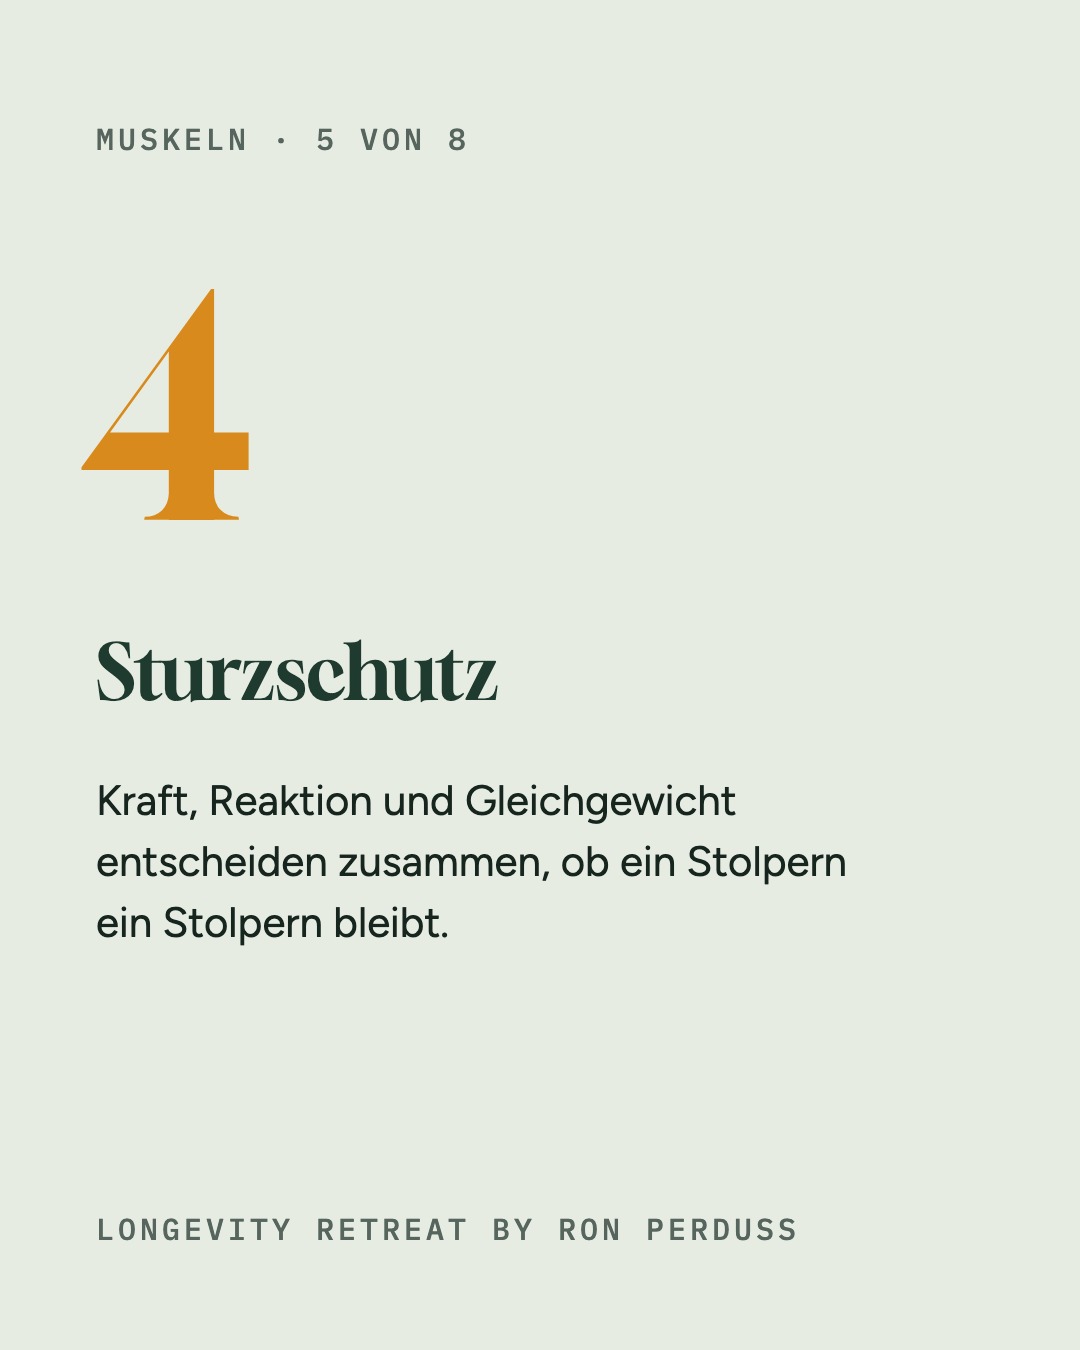 MUSKELN · 5 VON 8
4
Sturzschutz
Kraft, Reaktion und Gleichgewicht
entscheiden zusammen, ob ein Stolpern
ein Stolpern bleibt.
LONGEVITY RETREAT BY RON PERDUSS